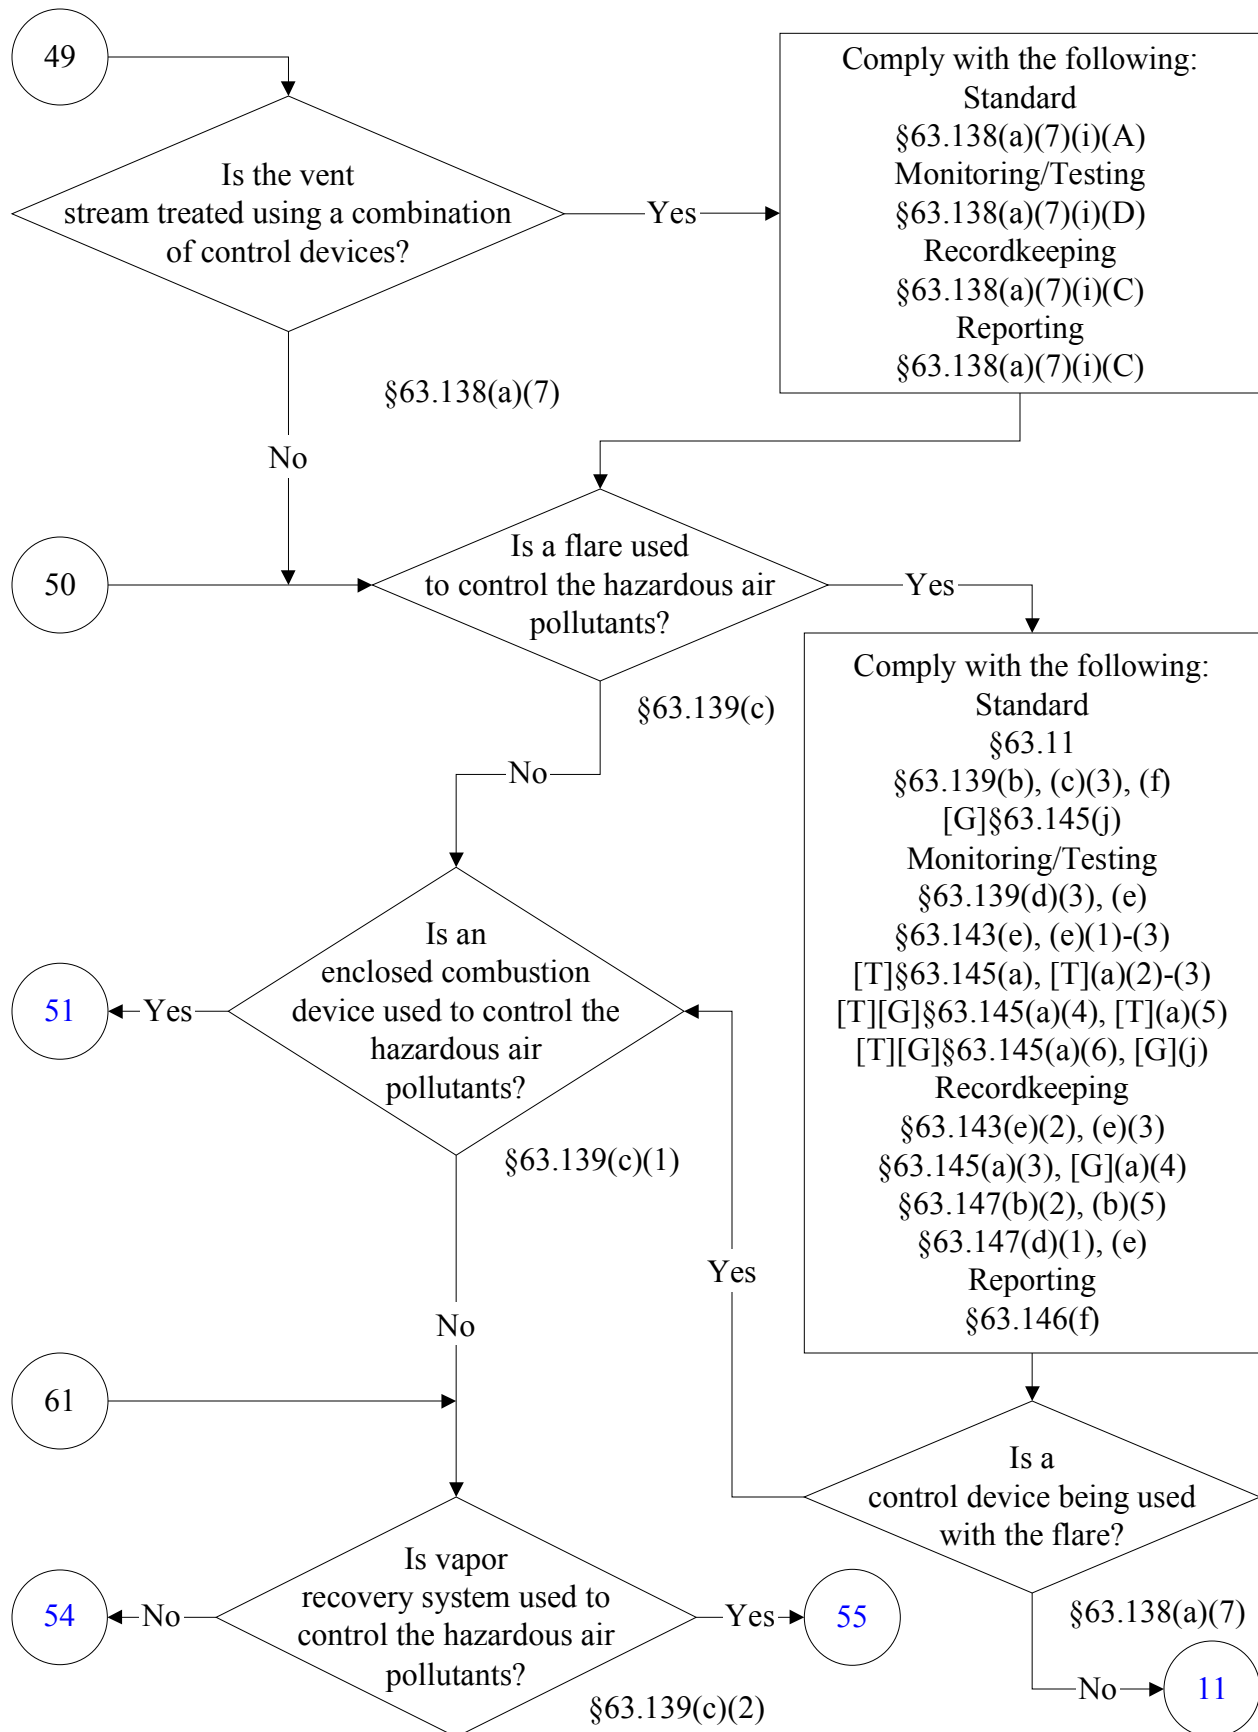 49
Is the vent
stream treated using a combination
of control devices?
Yes
Comply with the following:
Standard
§63.138(a)(7)(i)(A)
Monitoring/Testing
§63.138(a)(7)(i)(D)
Recordkeeping
§63.138(a)(7)(i)(C)
Reporting
§63.138(a)(7)(i)(C)
§63.138(a)(7)
No
50
Is a flare used
to control the hazardous air
pollutants?
Yes
§63.139(c)
No
Comply with the following:
Standard
§63.11
§63.139(b), (c)(3), (f)
[G]§63.145(j)
Monitoring/Testing
§63.139(d)(3), (e)
§63.143(e), (e)(1)-(3)
[T]§63.145(a), [T](a)(2)-(3)
[T][G]§63.145(a)(4), [T](a)(5)
[T][G]§63.145(a)(6), [G](j)
Recordkeeping
§63.143(e)(2), (e)(3)
§63.145(a)(3), [G](a)(4)
§63.147(b)(2), (b)(5)
§63.147(d)(1), (e)
Reporting
§63.146(f)
Is an
enclosed combustion
device used to control the
hazardous air
pollutants?
Yes
51
§63.139(c)(1)
No
Yes
61
Is a
control device being used
with the flare?
§63.138(a)(7)
No
11
Is vapor
recovery system used to
control the hazardous air
pollutants?
No
54
Yes
55
§63.139(c)(2)